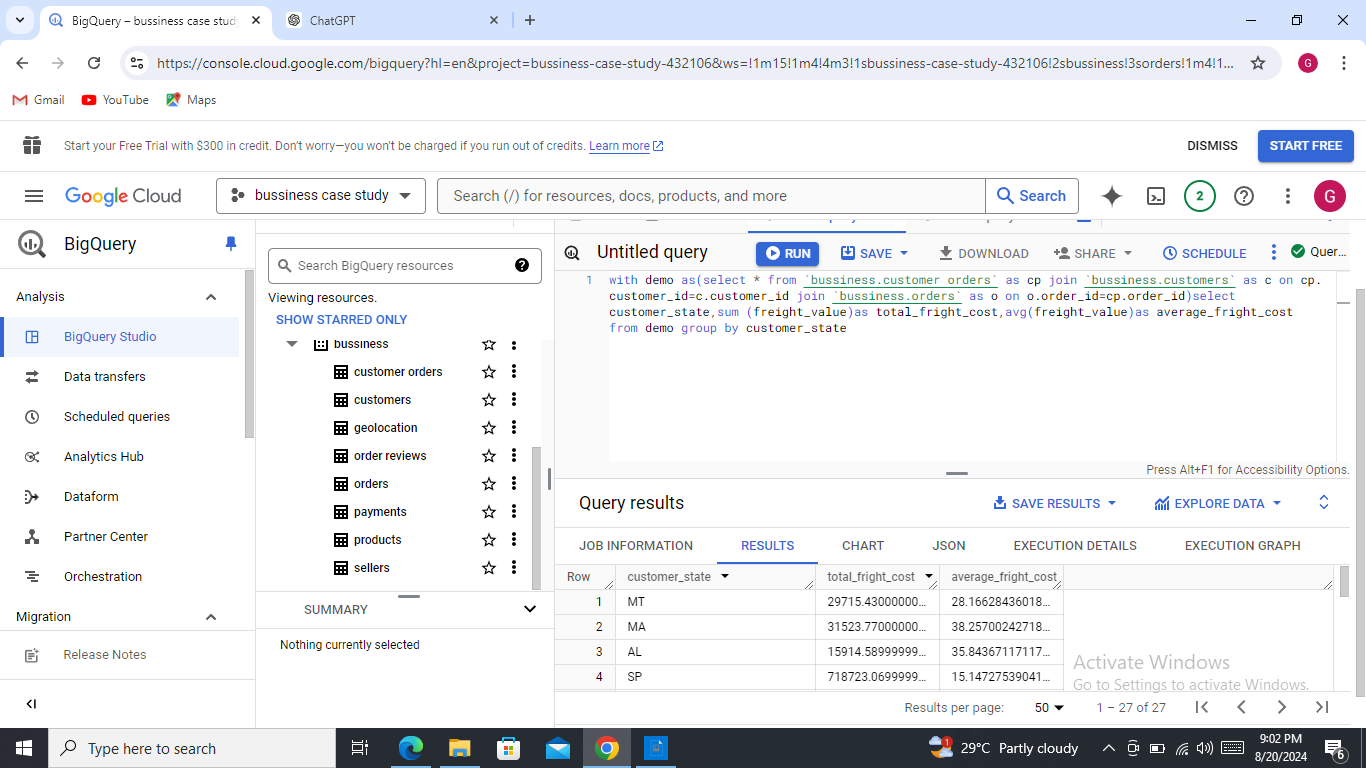 BigQuery – bussiness case stud
ChatGPT
https://console.cloud.google.com/bigquery?hl=en&project=bussiness-case-study-432106&ws=!1m15!1m4!4m3!1sbussiness-case-study-432106!2sbussiness!3sorders!1m4!1...
G
Gmail
YouTube
Maps
Start your Free Trial with $300 in credit. Don't worry—you won't be charged if you run out of credits. Learn more
DISMISS
START FREE
Google Cloud
bussiness case study
Search (/) for resources, docs, products, and more
Search
2
G
BigQuery
Analysis
BigQuery Studio
Data transfers
Scheduled queries
Analytics Hub
Dataform
Partner Center
Orchestration
Migration
Release Notes
Search BigQuery resources
Viewing resources.
SHOW STARRED ONLY
bussiness
customer orders
customers
geolocation
order reviews
orders
payments
products
sellers
SUMMARY
Nothing currently selected
Untitled query
RUN
SAVE
DOWNLOAD
SHARE
SCHEDULE
Quer...
1
with demo as(select * from `bussiness.customer orders` as cp join `bussiness.customers` as c on cp.
customer_id=c.customer_id join `bussiness.orders` as o on o.order_id=cp.order_id)select
customer_state,sum (freight_value)as total_fright_cost,avg(freight_value)as average_fright_cost
from demo group by customer_state
Press Alt+F1 for Accessibility Options.
Query results
SAVE RESULTS
EXPLORE DATA
JOB INFORMATION
RESULTS
CHART
JSON
EXECUTION DETAILS
EXECUTION GRAPH
Row customer_state total_fright_cost average_fright_cost
1 MT 29715.43000000... 28.16628436018...
2 MA 31523.77000000... 38.25700242718...
3 AL 15914.58999999... 35.84367117117...
4 SP 718723.0699999... 15.14727539041...
Activate Windows
Go to Settings to activate Windows.
Results per page: 50 1 – 27 of 27
Type here to search
1
29°C Partly cloudy
9:02 PM
8/20/2024
6